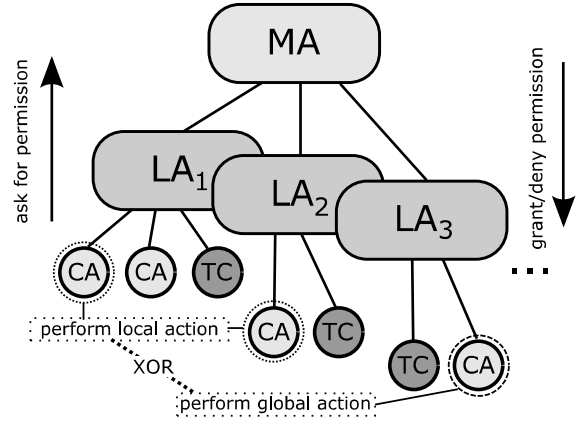 MA
ask for permission
grant/deny permission
LA1
LA2
LA3
CA
CA
TC
CA
TC
TC
CA
...
perform local action
XOR
perform global action